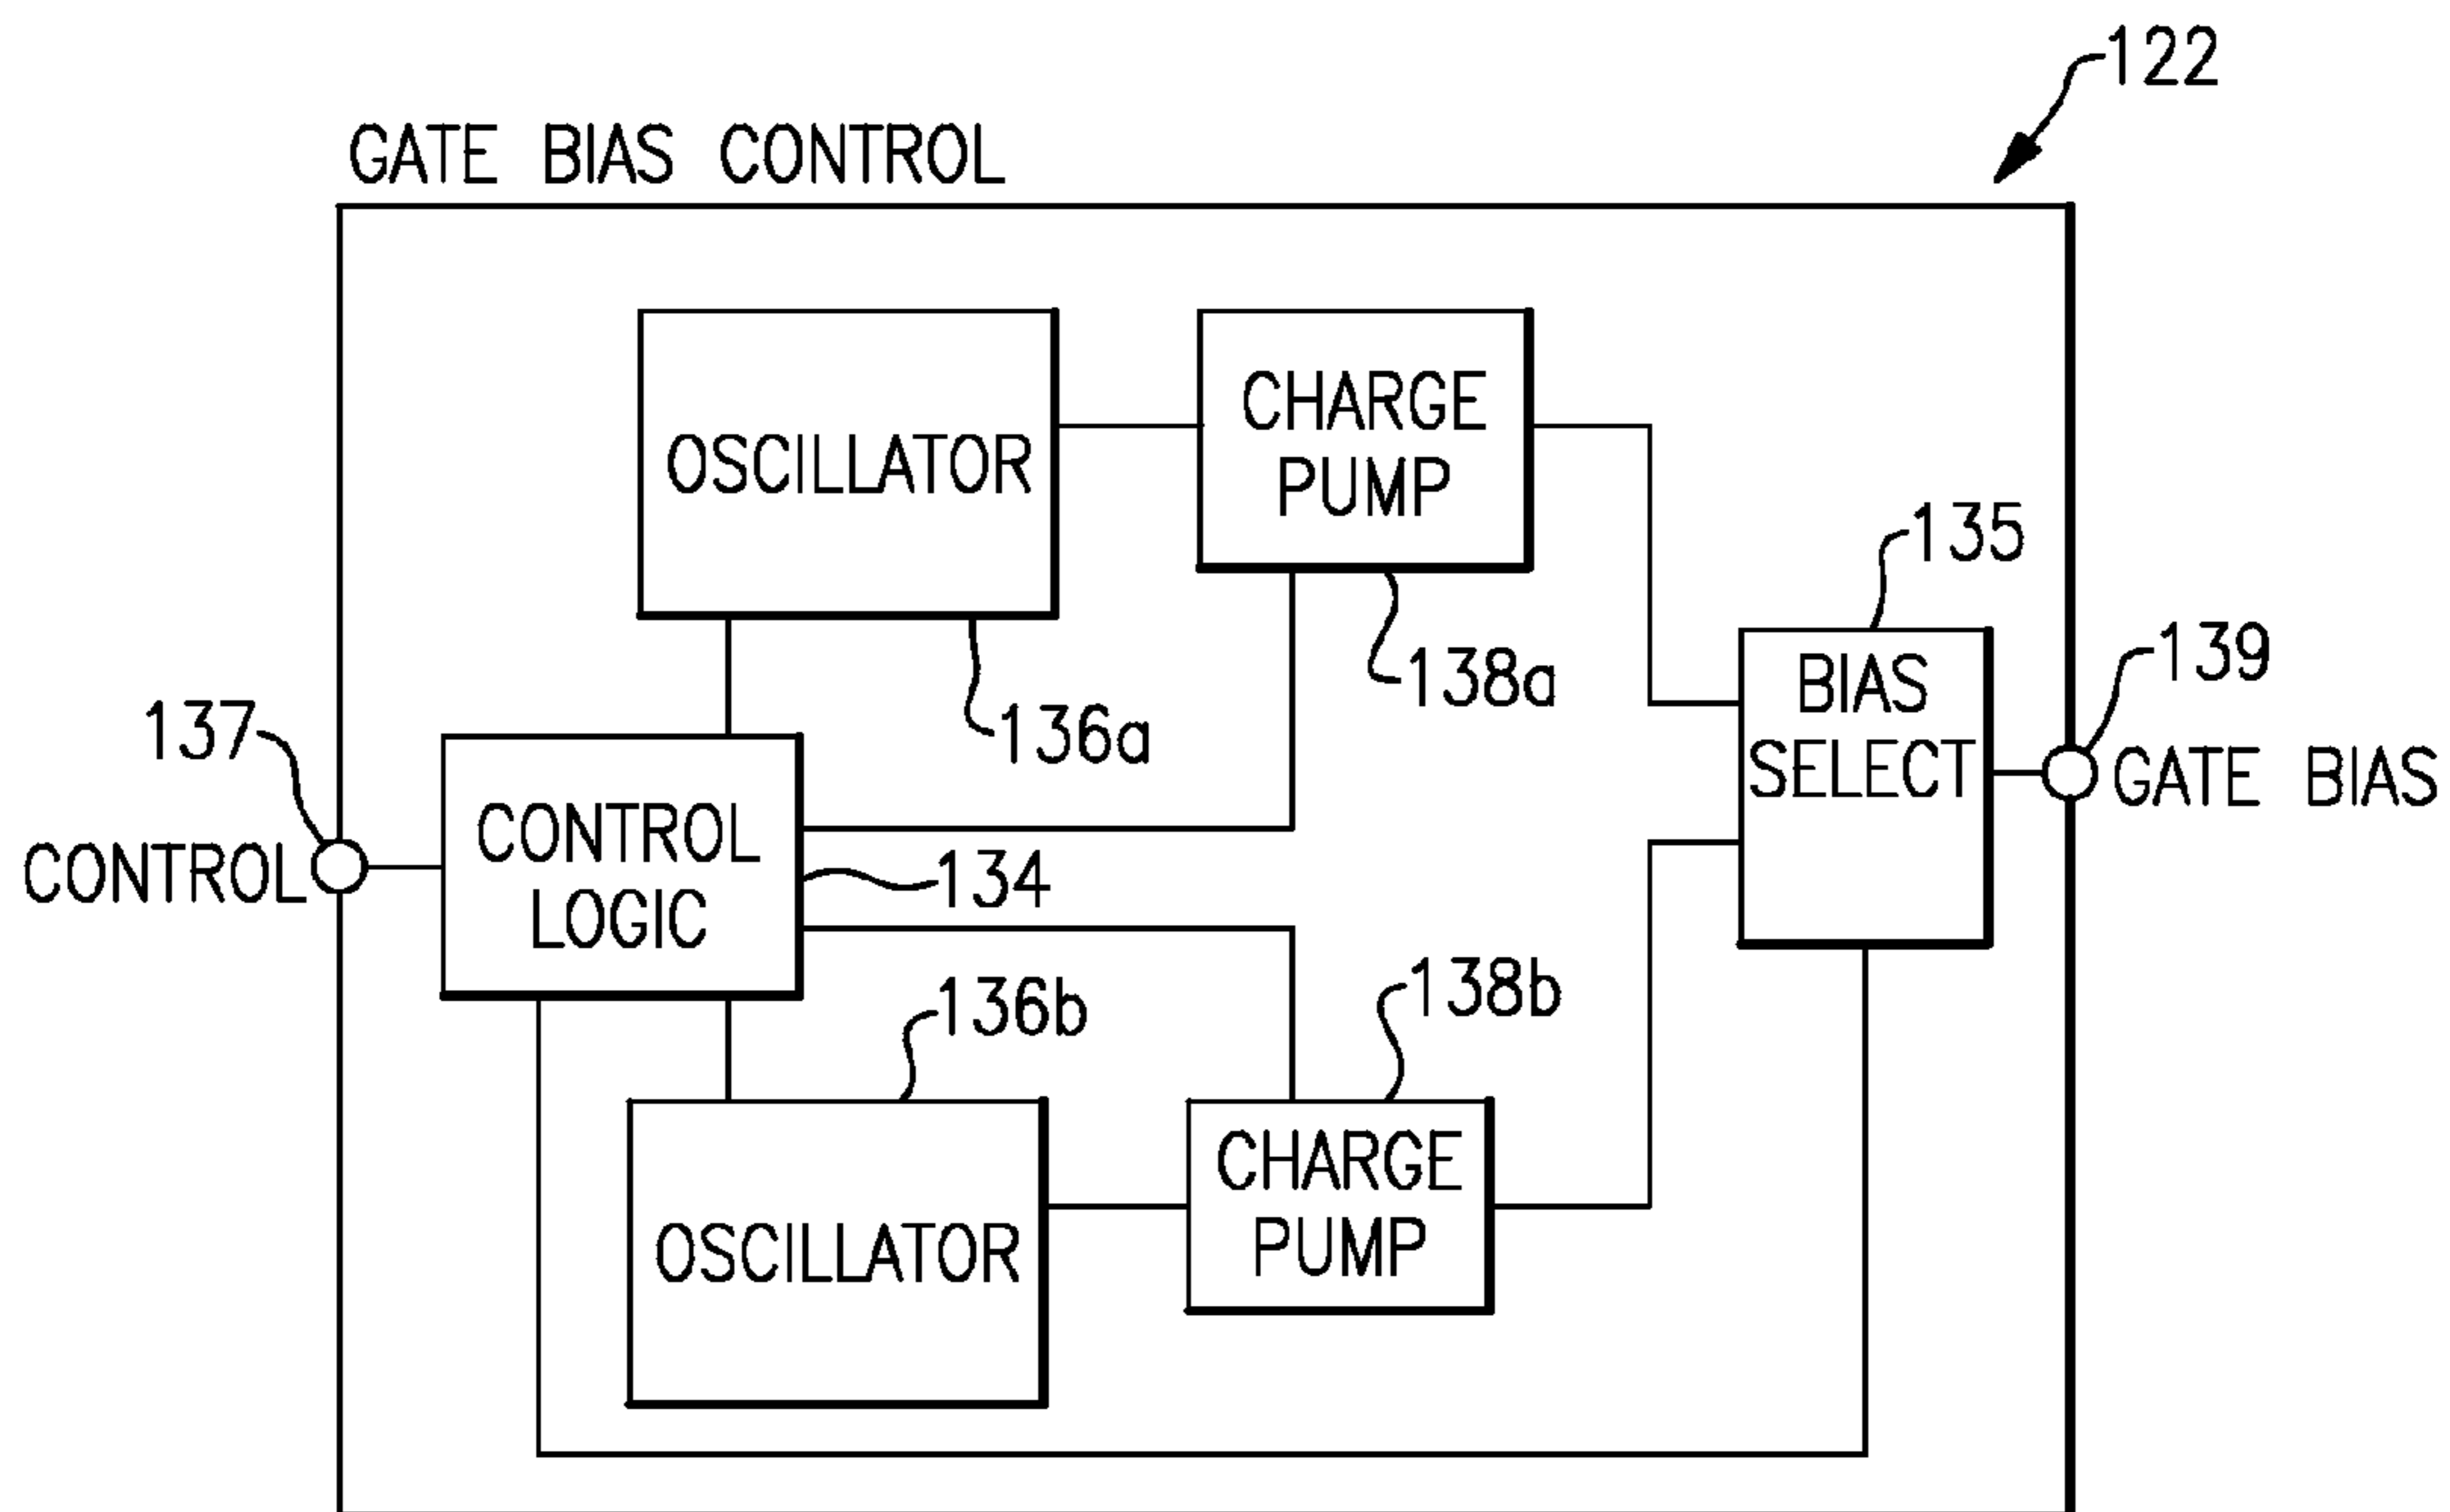 122
GATE BIAS CONTROL
OSCILLATOR
CHARGE
PUMP
135
138a
136a
137
BIAS
SELECT
139
GATE BIAS
CONTROL
CONTROL
LOGIC
134
136b
138b
OSCILLATOR
CHARGE
PUMP